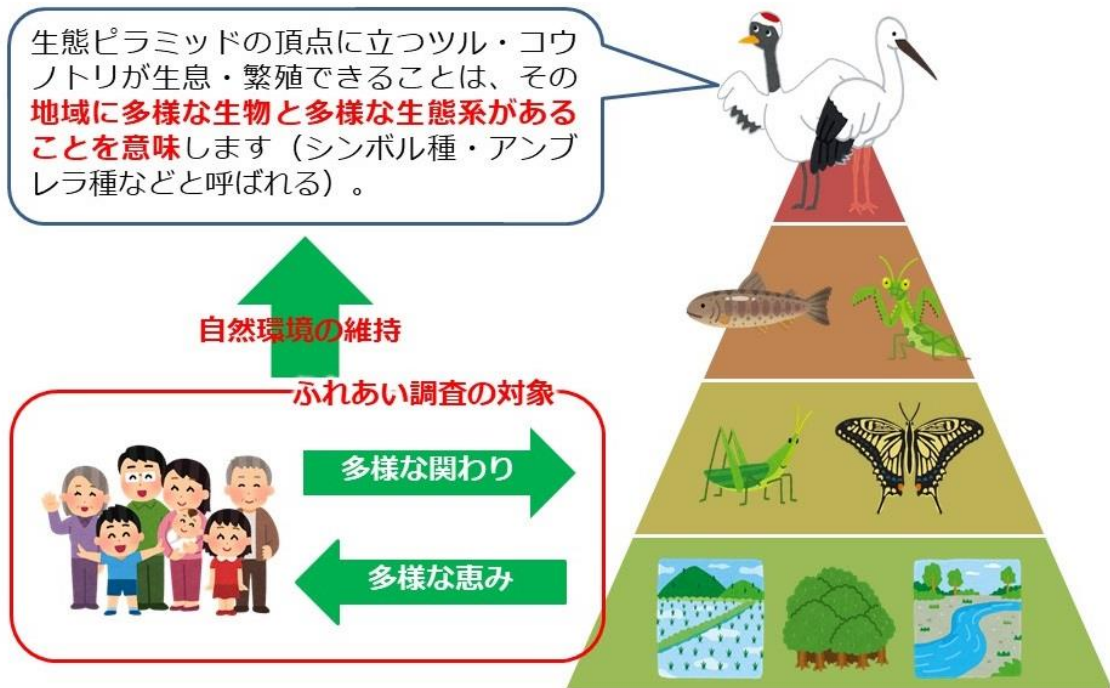 生態ピラミッドの頂点に立つツル・コウ
ノトリが生息・繁殖できることは、その
地域に多様な生物と多様な生態系がある
ことを意味します（シンボル種・アンブ
レラ種などと呼ばれる）。
自然環境の維持
ふれあい調査の対象
多様な関わり
多様な恵み